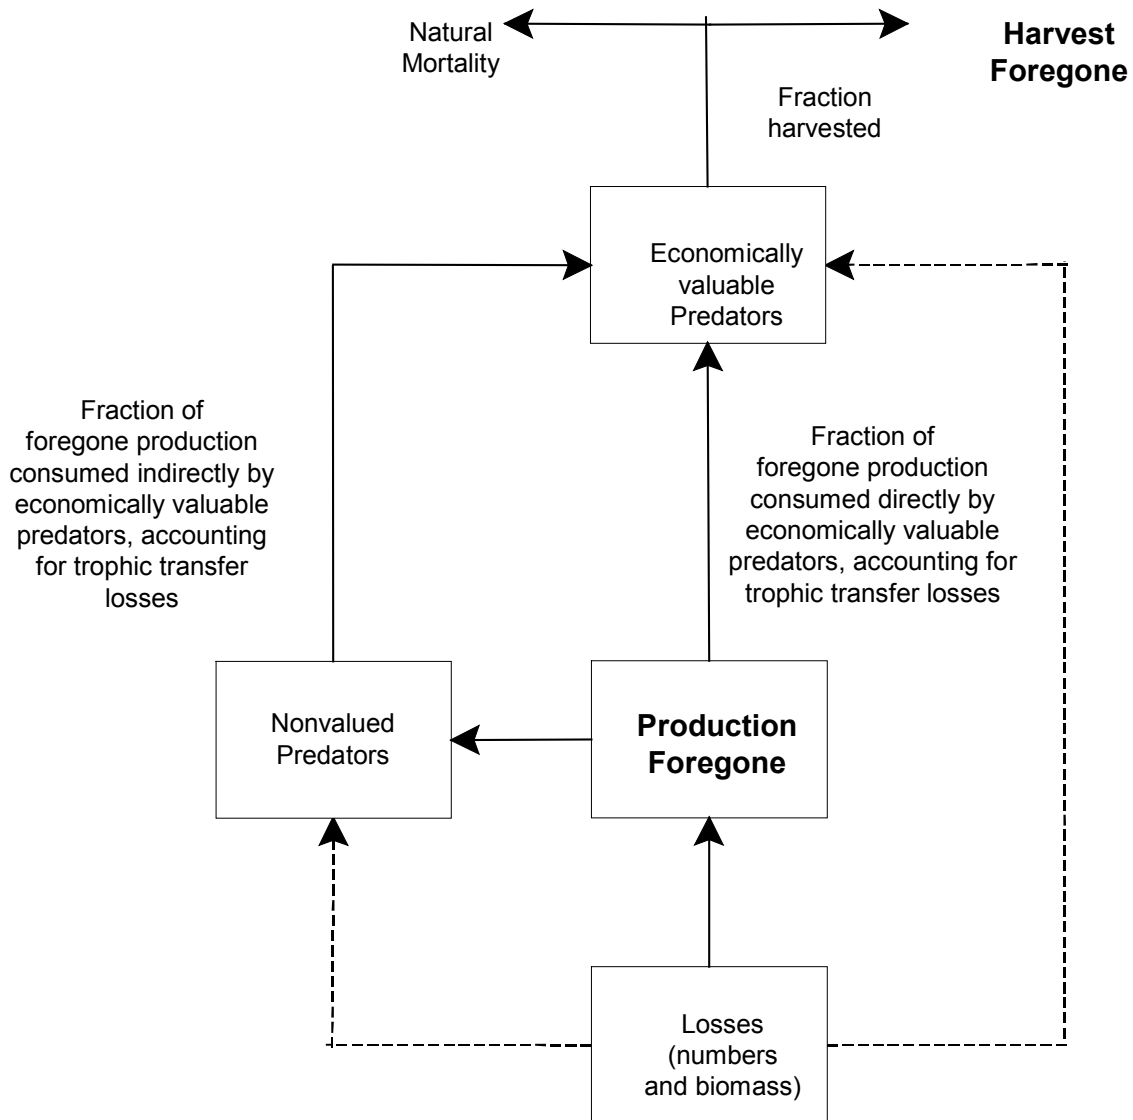 Natural
Mortality
Harvest
Foregone
Fraction
harvested
Economically
valuable
Predators
Fraction of
foregone production
consumed indirectly by
economically valuable
predators, accounting
for trophic transfer
losses
Fraction of
foregone production
consumed directly by
economically valuable
predators, accounting for
trophic transfer losses
Nonvalued
Predators
Production
Foregone
Losses
(numbers
and biomass)